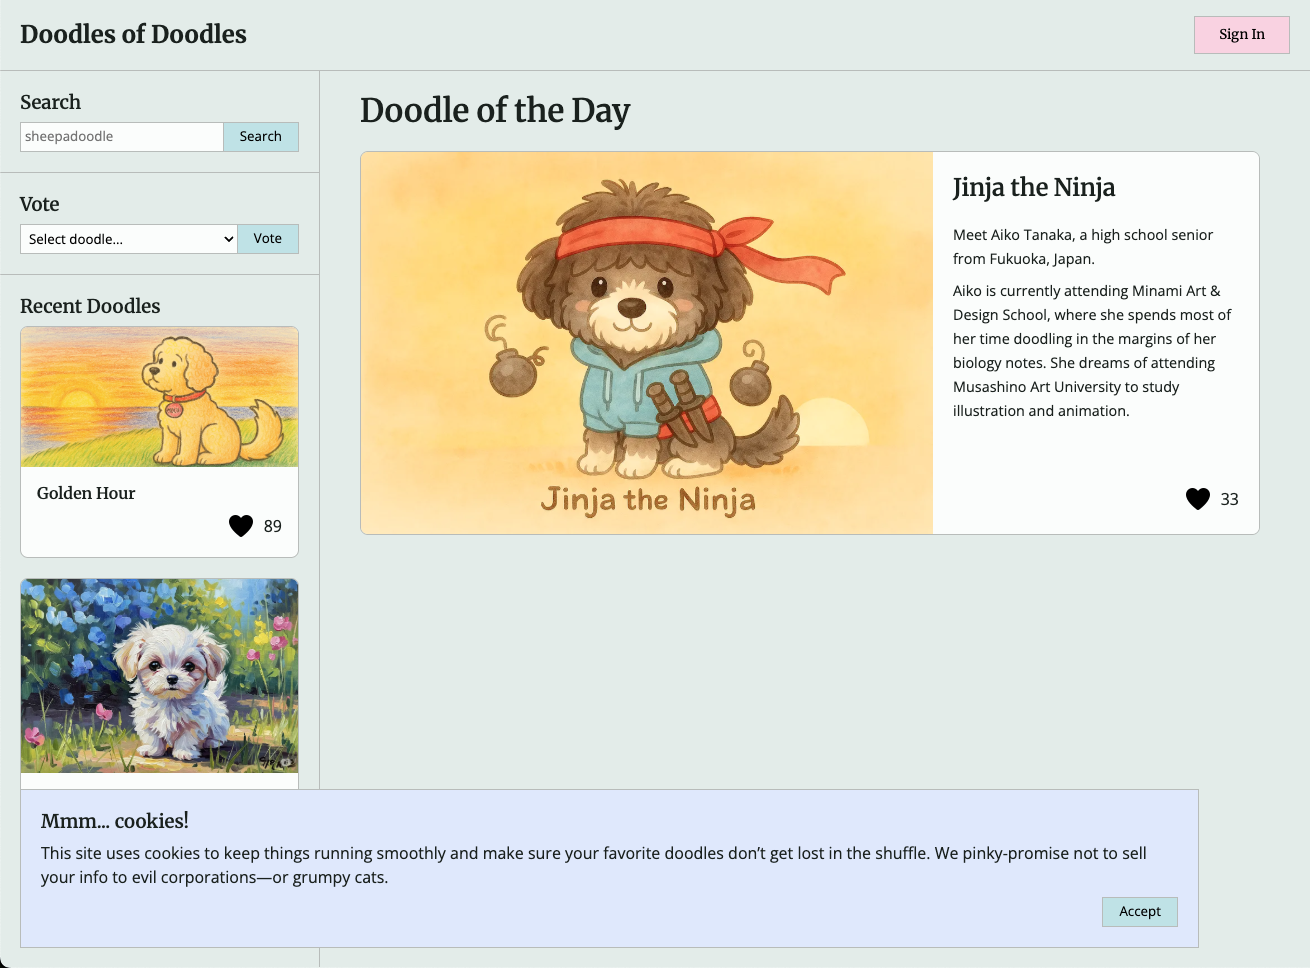 Doodles of Doodles
Sign In
Search
sheepadoodle
Search
Vote
Select doodle...
Vote
Recent Doodles
Golden Hour
89
Doodle of the Day
Jinja the Ninja
Jinja the Ninja
Meet Aiko Tanaka, a high school senior
from Fukuoka, Japan.
Aiko is currently attending Minami Art &
Design School, where she spends most of
her time doodling in the margins of her
biology notes. She dreams of attending
Musashino Art University to study
illustration and animation.
33
Mmm... cookies!
This site uses cookies to keep things running smoothly and make sure your favorite doodles don’t get lost in the shuffle. We pinky-promise not to sell
your info to evil corporations—or grumpy cats.
Accept